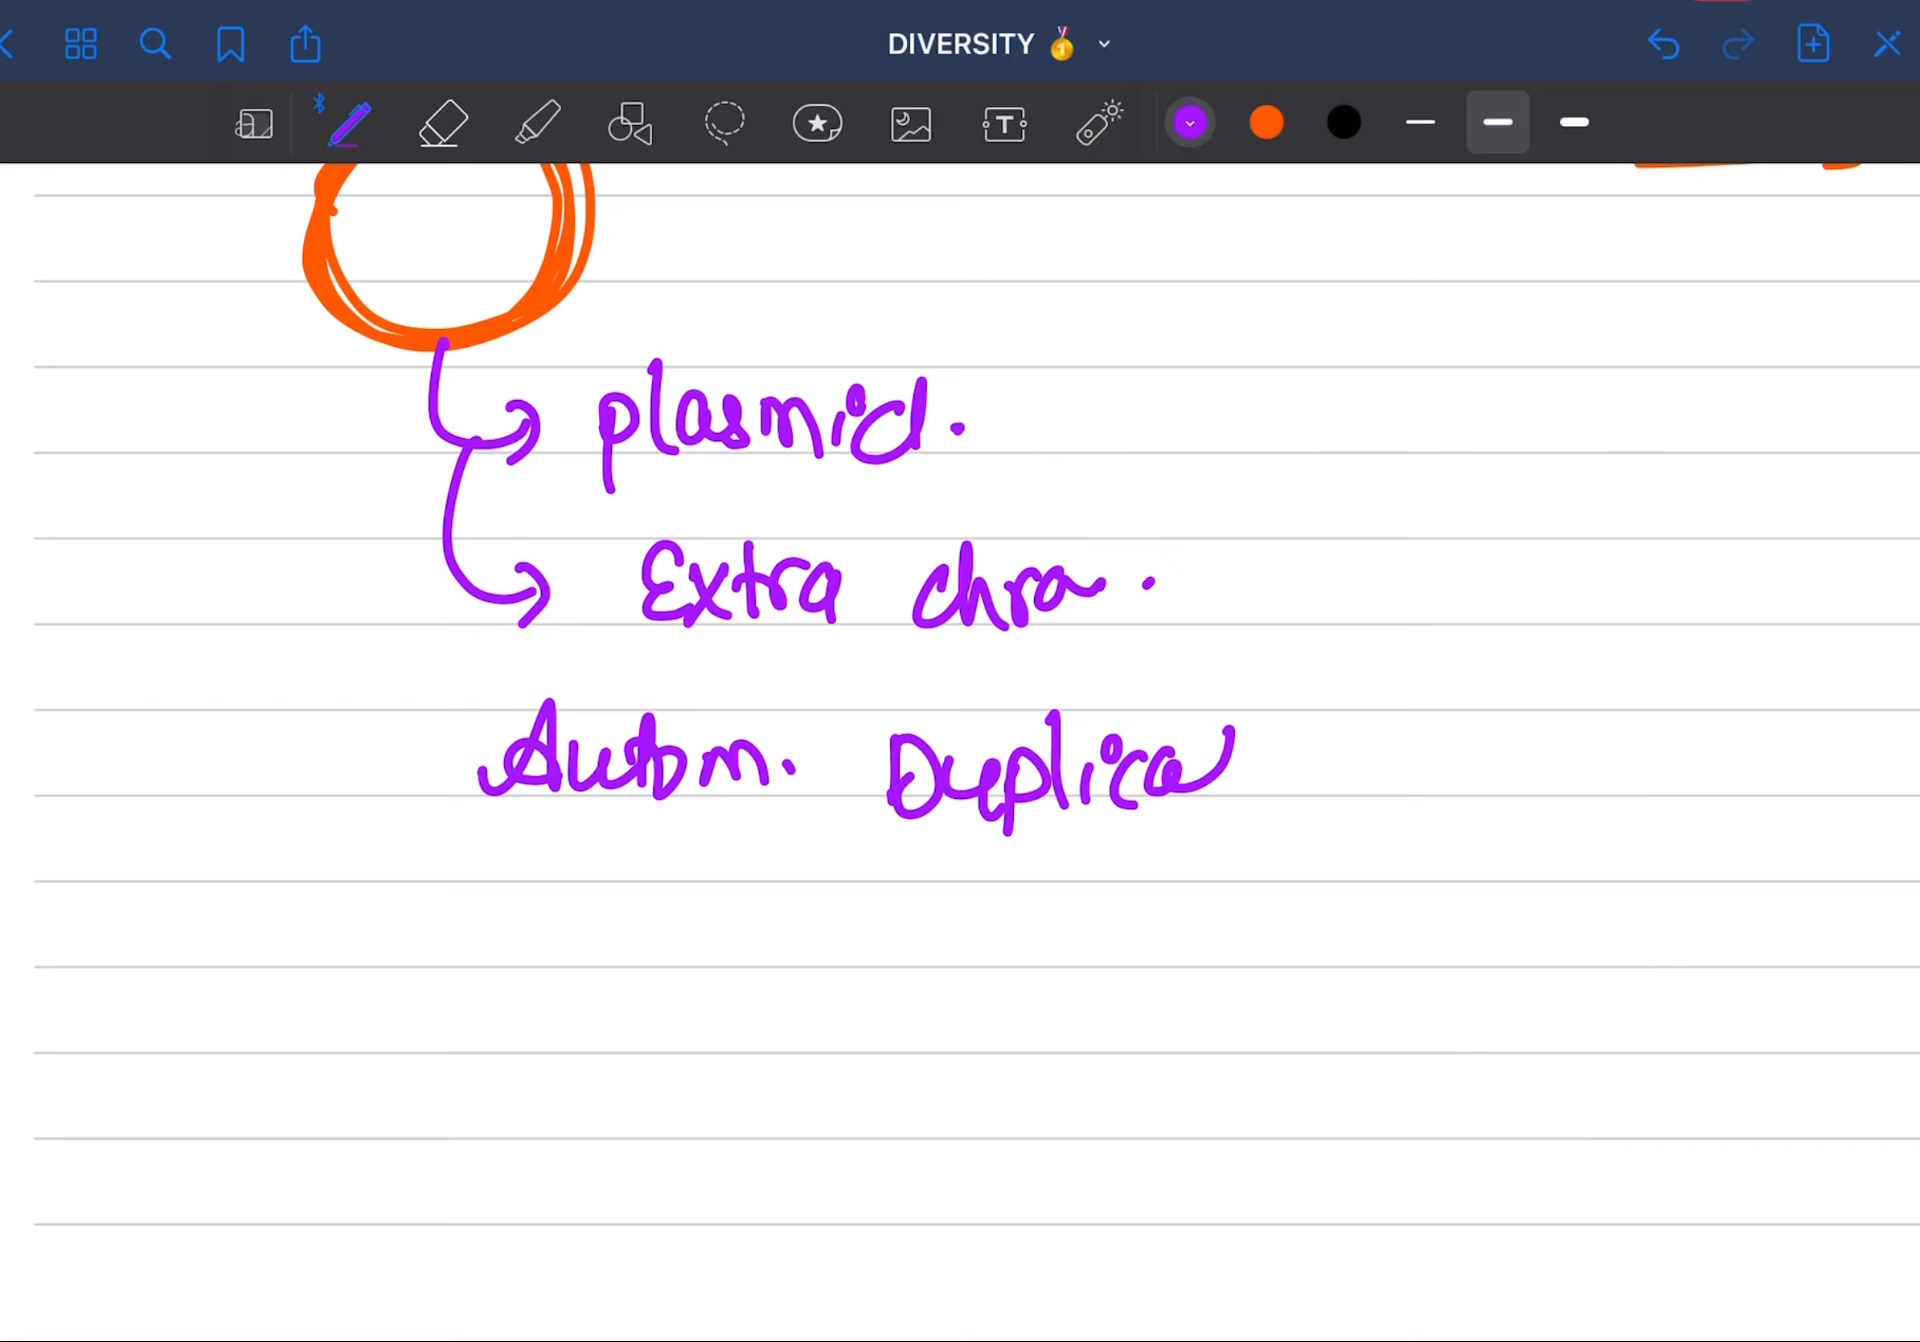 DIVERSITY 🏅
plasmid.
Extra chro.
Autom. Duplica